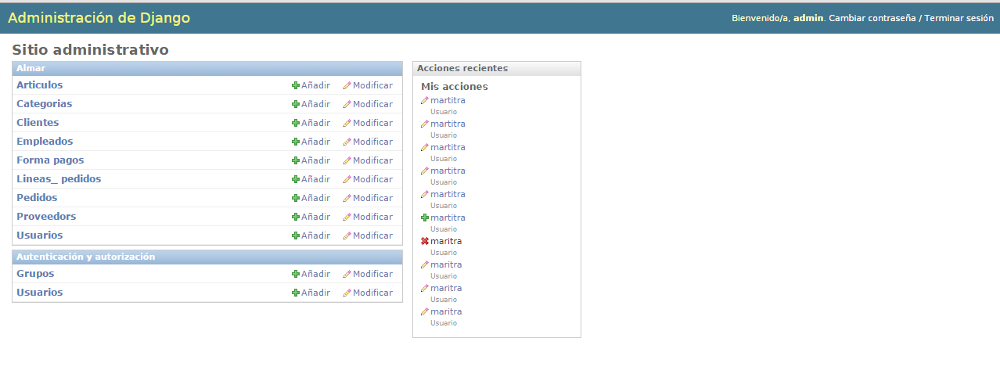 Administración de Django
Bienvenido/a, admin. Cambiar contraseña / Terminar sesión
Sitio administrativo
Almar
Articulos Añadir Modificar
Categorias Añadir Modificar
Clientes Añadir Modificar
Empleados Añadir Modificar
Forma pagos Añadir Modificar
Lineas_ pedidos Añadir Modificar
Pedidos Añadir Modificar
Proveedors Añadir Modificar
Usuarios Añadir Modificar
Autenticación y autorización
Grupos Añadir Modificar
Usuarios Añadir Modificar
Acciones recientes
Mis acciones
martitra
Usuario
martitra
Usuario
martitra
Usuario
martitra
Usuario
martitra
Usuario
martitra
Usuario
maritra
Usuario
maritra
Usuario
maritra
Usuario
maritra
Usuario